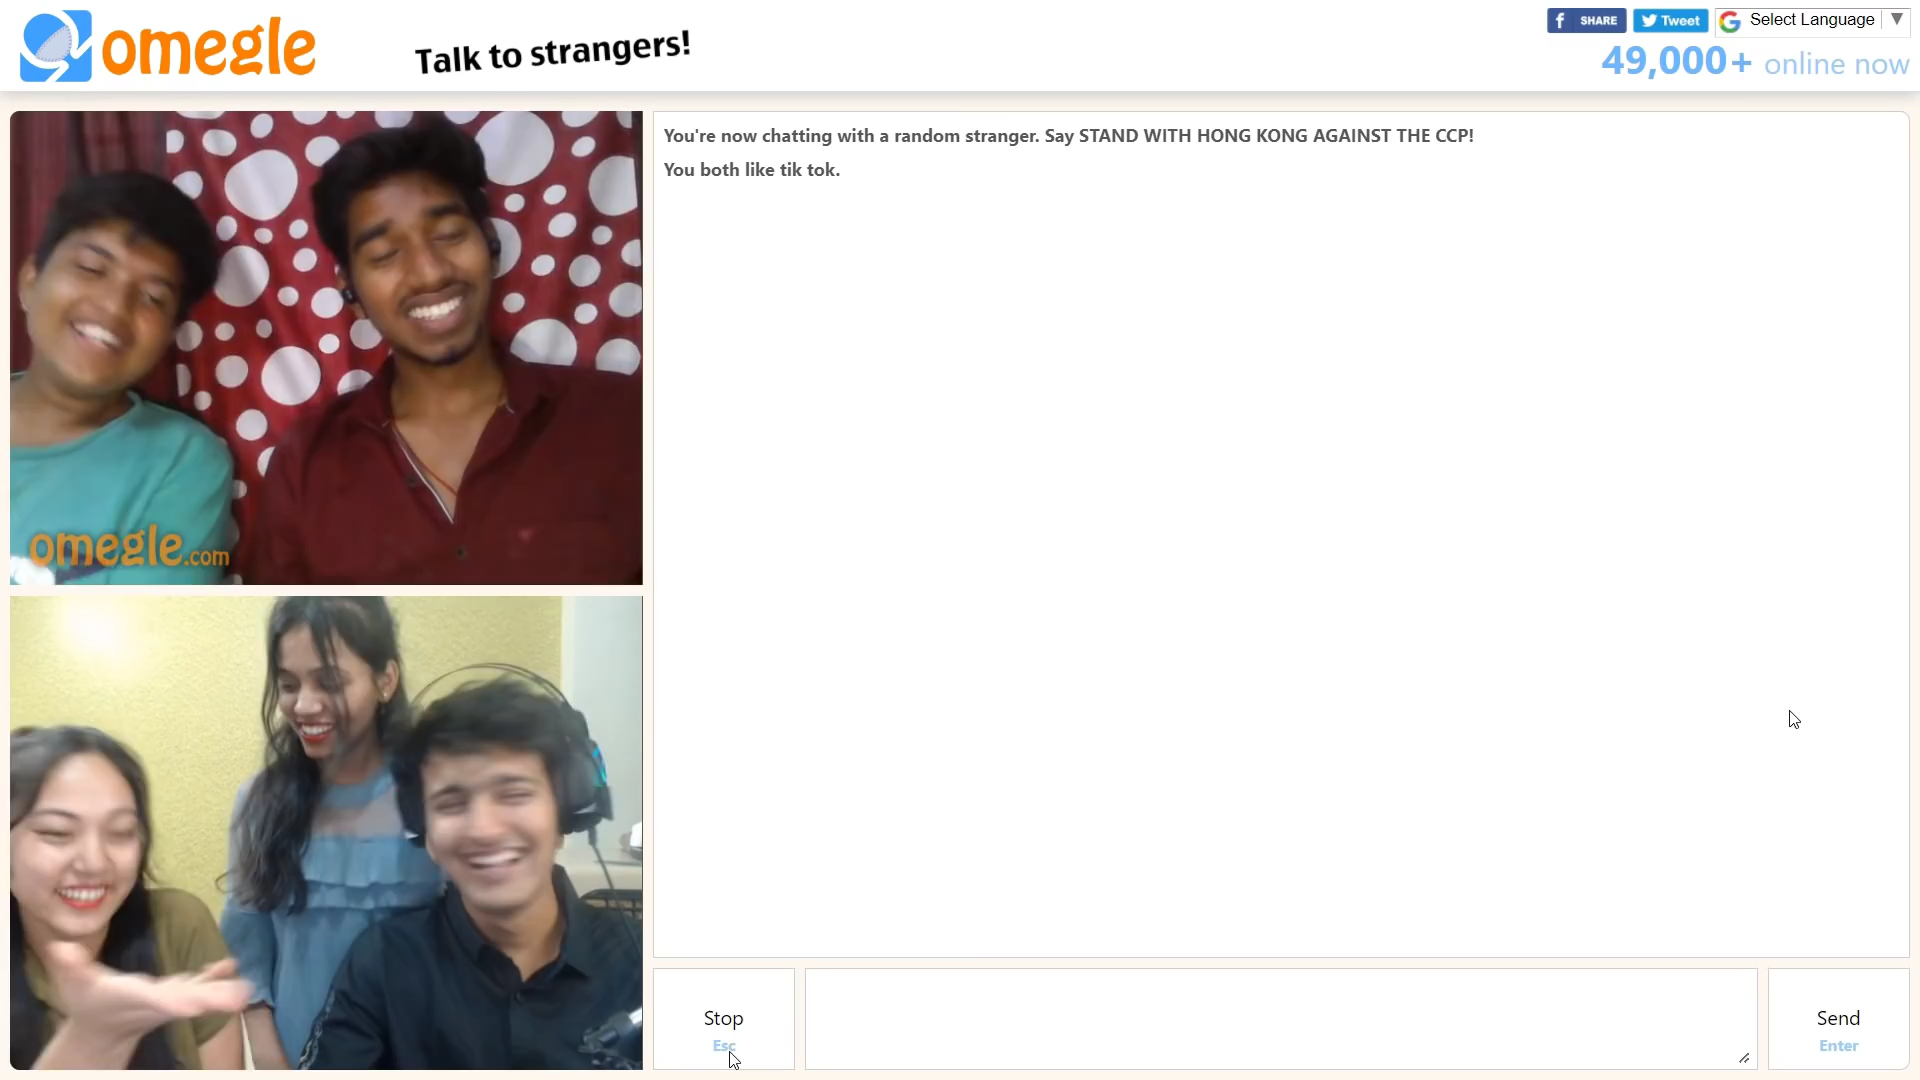 omegle
Talk to strangers!
SHARE
Tweet
Select Language
49,000+ online now
You're now chatting with a random stranger. Say STAND WITH HONG KONG AGAINST THE CCP!
You both like tik tok.
omegle.com
Stop
Esc
Send
Enter